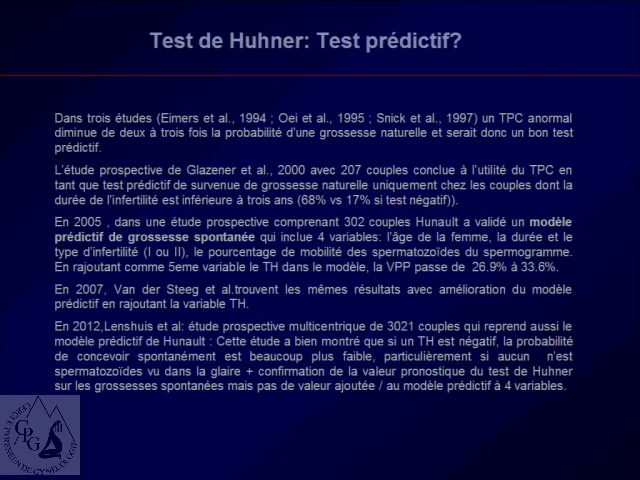 Test de Huhner: Test prédictif?
Dans trois études (Eimers et al., 1994 ; Oei et al., 1995 ; Snick et al., 1997) un TPC anormal
diminue de deux à trois fois la probabilité d'une grossesse naturelle et serait donc un bon test
prédictif.
L'étude prospective de Glazener et al., 2000 avec 207 couples conclue à l'utilité du TPC en
tant que test prédictif de survenue de grossesse naturelle uniquement chez les couples dont la
durée de l'infertilité est inférieure à trois ans (68% vs 17% si test négatif)).
En 2005 , dans une étude prospective comprenant 302 couples Hunault a validé un modèle
prédictif de grossesse spontanée qui inclue 4 variables: l'âge de la femme, la durée et le
type d'infertilité (I ou II), le pourcentage de mobilité des spermatozoïdes du spermogramme.
En rajoutant comme 5eme variable le TH dans le modèle, la VPP passe de 26.9% à 33.6%.
En 2007, Van der Steeg et al.trouvent les mêmes résultats avec amélioration du modèle
prédictif en rajoutant la variable TH.
En 2012,Lenshuis et al: étude prospective multicentrique de 3021 couples qui reprend aussi le
modèle prédictif de Hunault : Cette étude a bien montré que si un TH est négatif, la probabilité
de concevoir spontanément est beaucoup plus faible, particulièrement si aucun n'est
spermatozoïdes vu dans la glaire + confirmation de la valeur pronostique du test de Huhner
sur les grossesses spontanées mais pas de valeur ajoutée / au modèle prédictif à 4 variables.
CPG